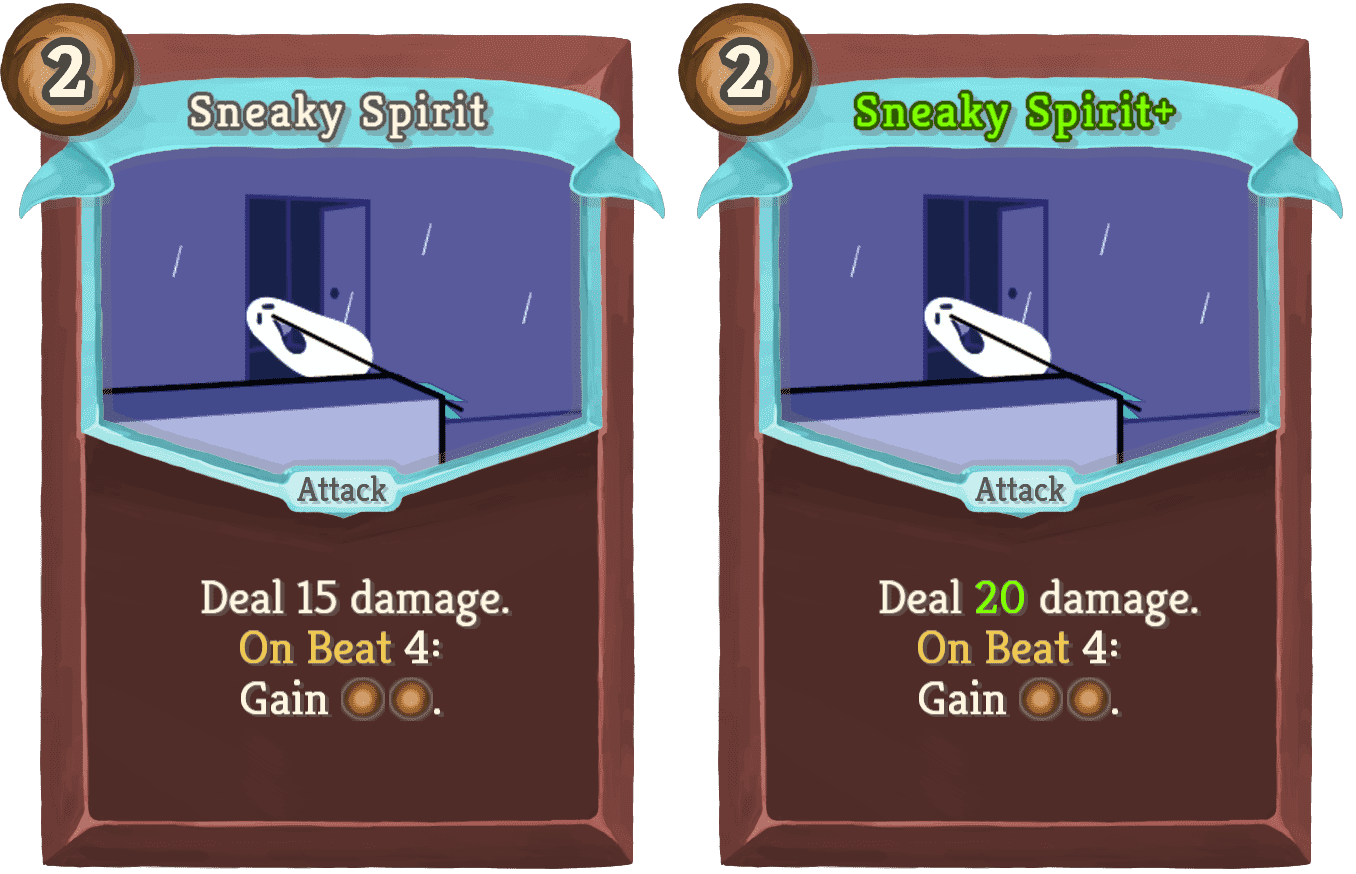 2
Sneaky Spirit
Attack
Deal 15 damage.
On Beat 4:
Gain .
2
Sneaky Spirit+
Attack
Deal 20 damage.
On Beat 4:
Gain .